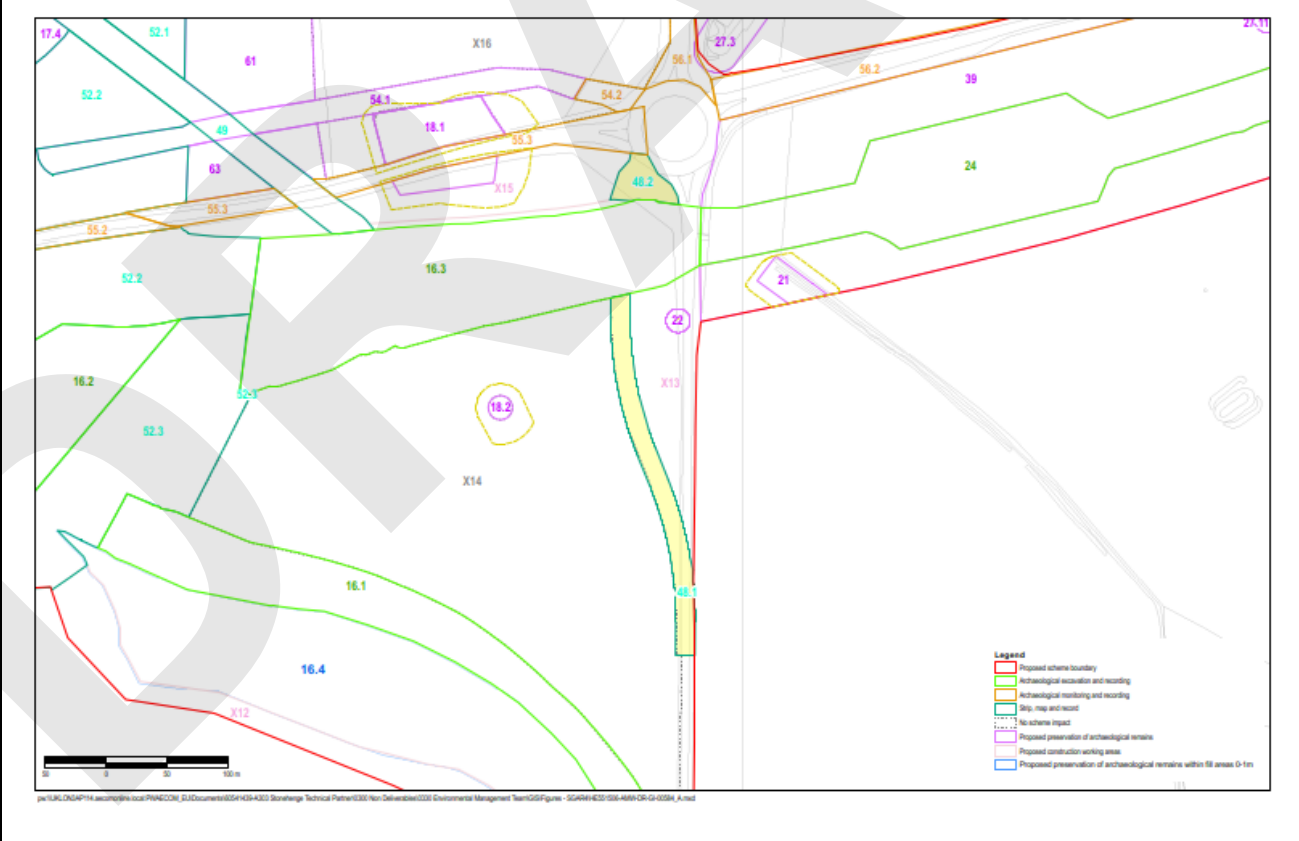 17.4
52.1
61
X16
27.3
27.11
56.1
56.2
39
52.2
54.1
54.2
49
18.1
55.3
24
63
48.2
X15
55.3
55.2
52.2
16.3
21
22
16.2
52.3
X13
18.2
52.3
X14
16.1
48.1
16.4
X12
Legend
Proposed scheme boundary
Archaeological excavation and recording
Archaeological monitoring and recording
Strip, map and record
No scheme impact
Proposed preservation of archaeological remains
Proposed construction working areas
Proposed preservation of archaeological remains within fill areas 0-1m
50 0 50 100 m